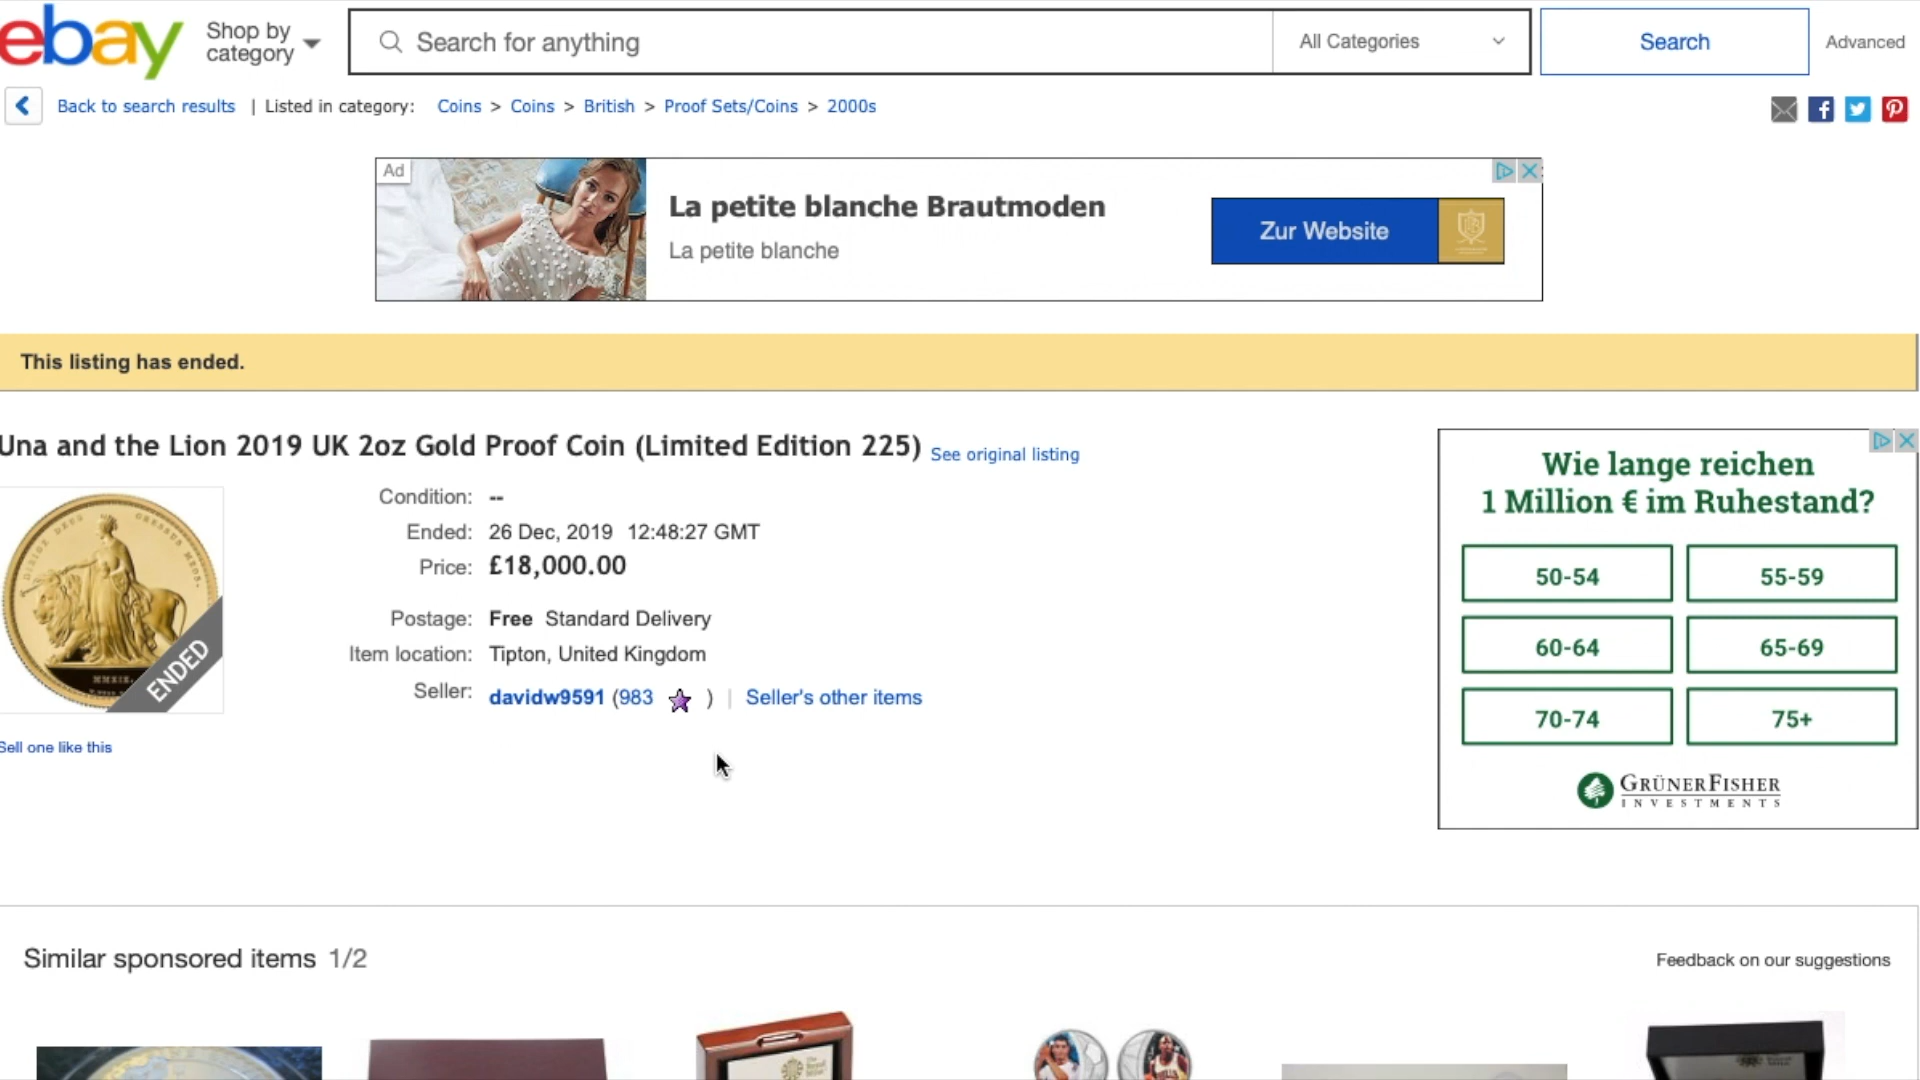 ebay
Shop by
category
Search for anything
All Categories
Search
Advanced
Back to search results | Listed in category: Coins > Coins > British > Proof Sets/Coins > 2000s
Ad
La petite blanche Brautmoden
La petite blanche
Zur Website
This listing has ended.
Una and the Lion 2019 UK 2oz Gold Proof Coin (Limited Edition 225) See original listing
Condition: --
Ended: 26 Dec, 2019 12:48:27 GMT
Price: £18,000.00
Postage: Free Standard Delivery
Item location: Tipton, United Kingdom
Seller: davidw9591 (983 ) | Seller's other items
DIRIGE DEUS GRESSUS MEOS
MMXIX
ENDED
Sell one like this
Wie lange reichen
1 Million € im Ruhestand?
50-54
55-59
60-64
65-69
70-74
75+
GRÜNERFISHER
INVESTMENTS
Similar sponsored items 1/2
Feedback on our suggestions